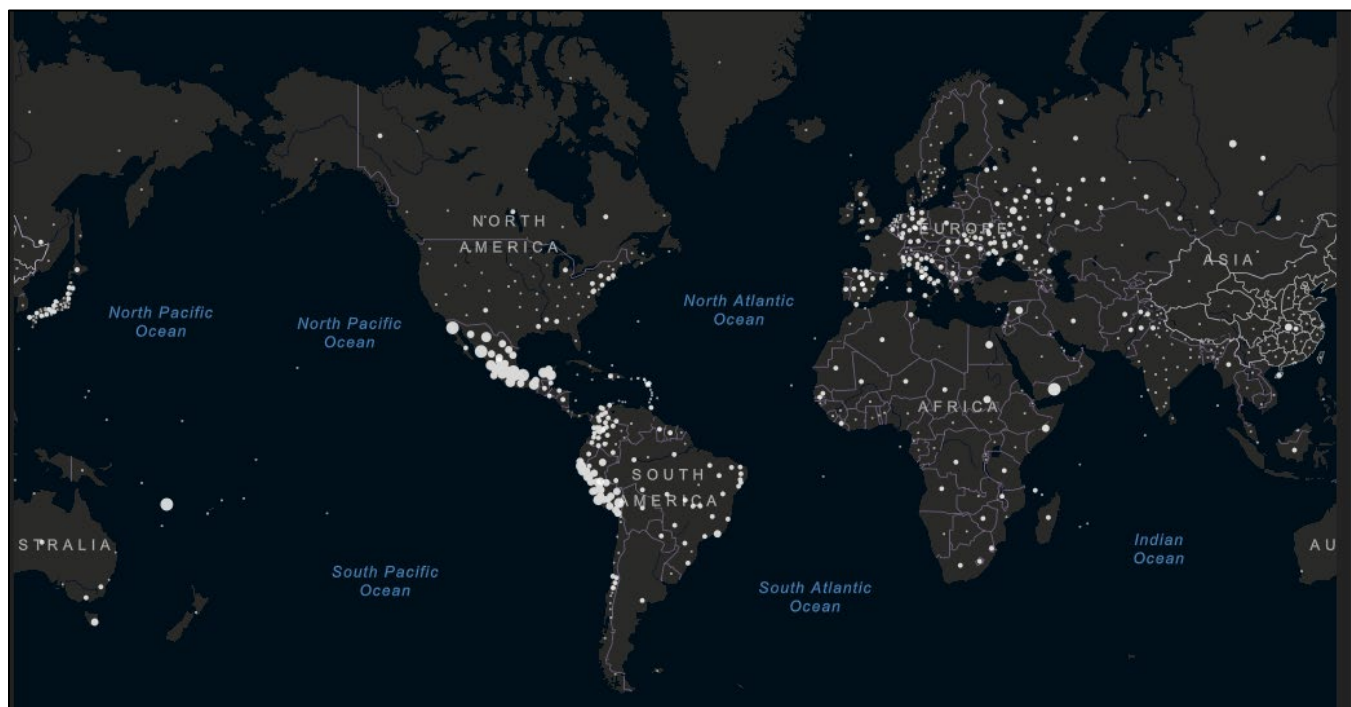 NORTH
AMERICA
EUROPE
ASIA
North Pacific
Ocean
North Pacific
Ocean
North Atlantic
Ocean
AFRICA
SOUTH
AMERICA
STRALIA
AU
Indian
Ocean
South Pacific
Ocean
South Atlantic
Ocean